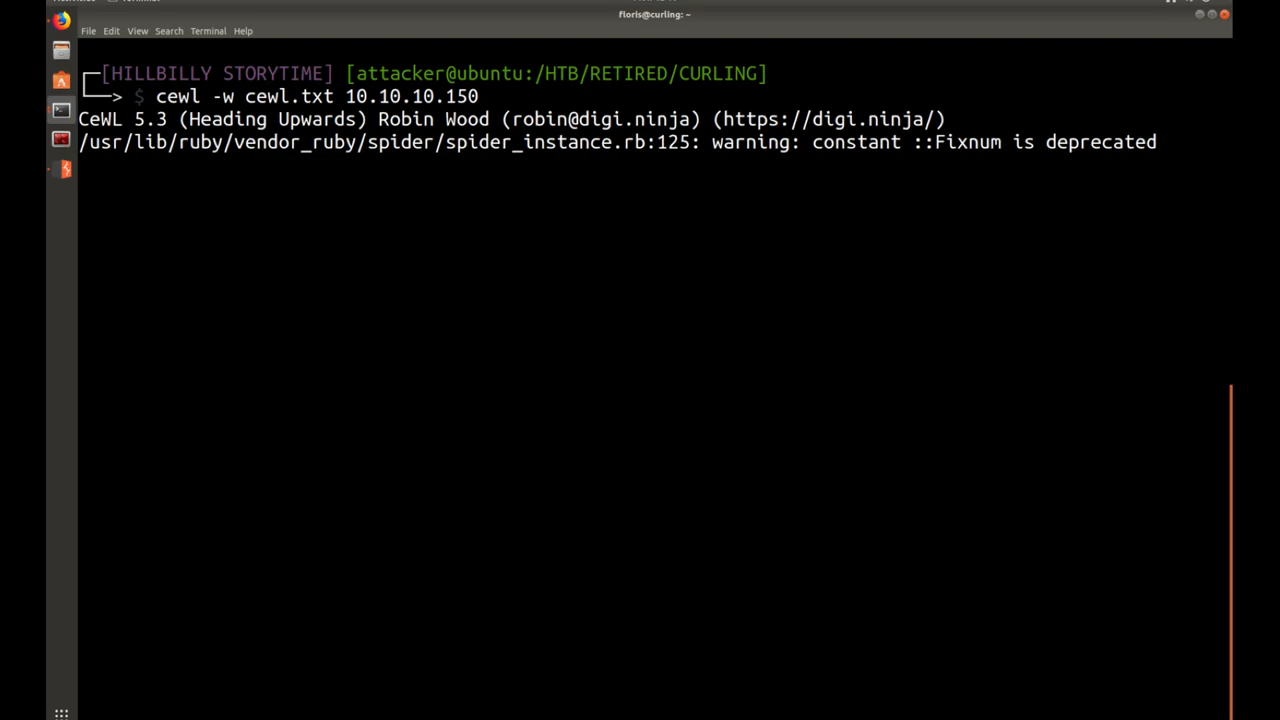 floris@curling: ~
File Edit View Search Terminal Help
┌─[HILLBILLY STORYTIME] [attacker@ubuntu:/HTB/RETIRED/CURLING]
└──> $ cewl -w cewl.txt 10.10.10.150
CeWL 5.3 (Heading Upwards) Robin Wood (robin@digi.ninja) (https://digi.ninja/)
/usr/lib/ruby/vendor_ruby/spider/spider_instance.rb:125: warning: constant ::Fixnum is deprecated